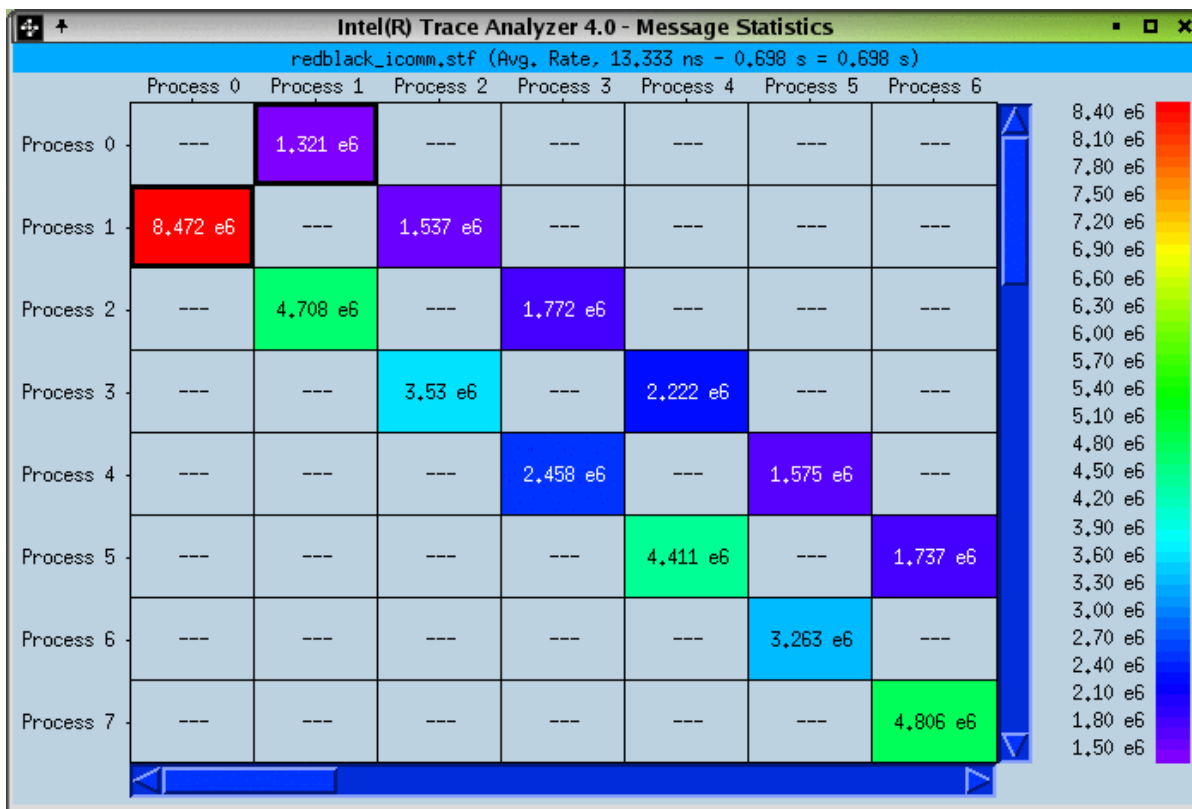 Intel(R) Trace Analyzer 4.0 - Message Statistics
redblack_icomm.stf (Avg. Rate, 13.333 ns - 0.698 s = 0.698 s)
Process 0 Process 1 Process 2 Process 3 Process 4 Process 5 Process 6
Process 0 --- 1.321 e6 --- --- --- --- ---
Process 1 8.472 e6 --- 1.537 e6 --- --- --- ---
Process 2 --- 4.708 e6 --- 1.772 e6 --- --- ---
Process 3 --- --- 3.53 e6 --- 2.222 e6 --- ---
Process 4 --- --- --- 2.458 e6 --- 1.575 e6 ---
Process 5 --- --- --- --- 4.411 e6 --- 1.737 e6
Process 6 --- --- --- --- --- 3.263 e6 ---
Process 7 --- --- --- --- --- --- 4.806 e6
8.40 e6
8.10 e6
7.80 e6
7.50 e6
7.20 e6
6.90 e6
6.60 e6
6.30 e6
6.00 e6
5.70 e6
5.40 e6
5.10 e6
4.80 e6
4.50 e6
4.20 e6
3.90 e6
3.60 e6
3.30 e6
3.00 e6
2.70 e6
2.40 e6
2.10 e6
1.80 e6
1.50 e6